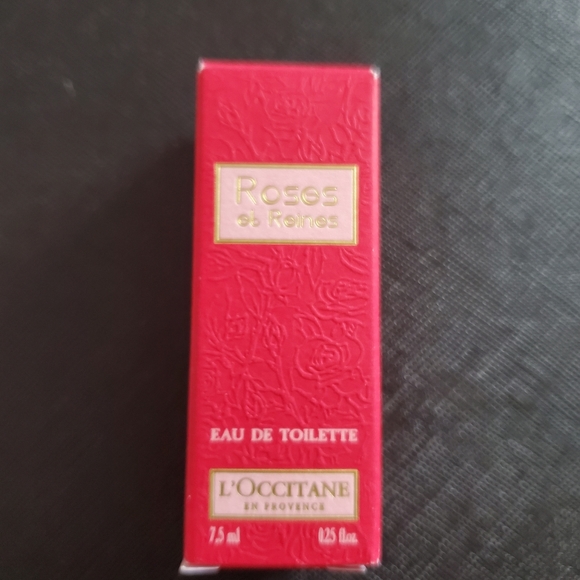 Roses
et Reines
EAU DE TOILETTE
L'OCCITANE
EN PROVENCE
7,5 ml 0.25 fl.oz.